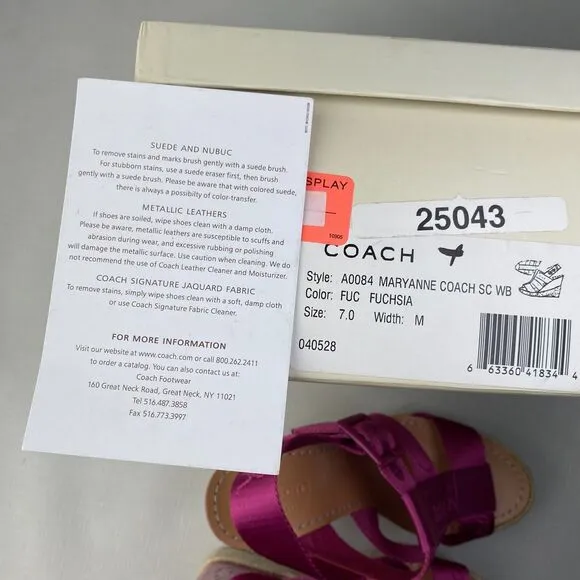 SUEDE AND NUBUC
To remove stains and marks brush gently with a suede brush.
For stubborn stains, use a suede eraser first, then brush
gently with a suede brush. Please be aware that with colored suede,
there is always a possibilty of color-transfer.
METALLIC LEATHERS
If shoes are soiled, wipe shoes clean with a damp cloth.
Please be aware, metallic leathers are susceptible to scuffs and
abrasion during wear, and excessive rubbing or polishing
will damage the metallic surface. Use caution when cleaning. We do
not recommend the use of Coach Leather Cleaner and Moisturizer.
COACH SIGNATURE JAQUARD FABRIC
To remove stains, simply wipe shoes clean with a soft, damp cloth
or use Coach Signature Fabric Cleaner.
FOR MORE INFORMATION
Visit our website at www.coach.com or call 800.262.2411
to order a catalog. You can also contact us at:
Coach Footwear
160 Great Neck Road, Great Neck, NY 11021
Tel 516.487.3858
Fax 516.773.3997
COACH
SPLAY
10905
25043
COACH
Style: A0084 MARYANNE COACH SC WB
Color: FUC FUCHSIA
Size: 7.0 Width: M
040528
6 63360 41834 4